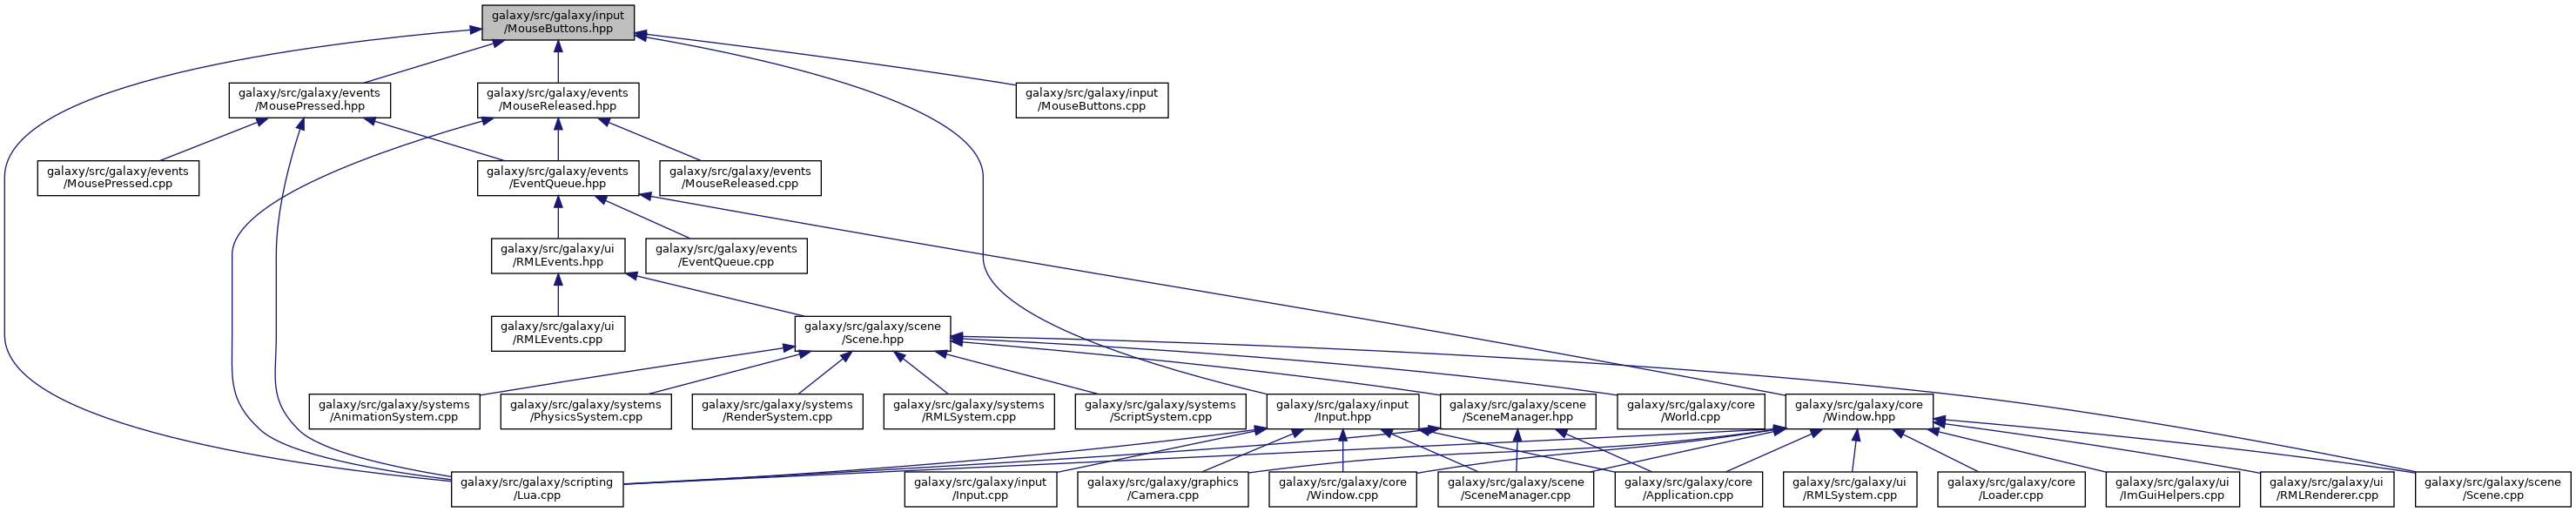 galaxy/src/galaxy/input
/MouseButtons.hpp
galaxy/src/galaxy/events
/MousePressed.hpp
galaxy/src/galaxy/events
/MouseReleased.hpp
galaxy/src/galaxy/input
/MouseButtons.cpp
galaxy/src/galaxy/events
/MousePressed.cpp
galaxy/src/galaxy/events
/EventQueue.hpp
galaxy/src/galaxy/events
/MouseReleased.cpp
galaxy/src/galaxy/ui
/RMLEvents.hpp
galaxy/src/galaxy/events
/EventQueue.cpp
galaxy/src/galaxy/ui
/RMLEvents.cpp
galaxy/src/galaxy/scene
/Scene.hpp
galaxy/src/galaxy/systems
/AnimationSystem.cpp
galaxy/src/galaxy/systems
/PhysicsSystem.cpp
galaxy/src/galaxy/systems
/RenderSystem.cpp
galaxy/src/galaxy/systems
/RMLSystem.cpp
galaxy/src/galaxy/systems
/ScriptSystem.cpp
galaxy/src/galaxy/input
/Input.hpp
galaxy/src/galaxy/scene
/SceneManager.hpp
galaxy/src/galaxy/core
/World.cpp
galaxy/src/galaxy/core
/Window.hpp
galaxy/src/galaxy/scripting
/Lua.cpp
galaxy/src/galaxy/input
/Input.cpp
galaxy/src/galaxy/graphics
/Camera.cpp
galaxy/src/galaxy/core
/Window.cpp
galaxy/src/galaxy/scene
/SceneManager.cpp
galaxy/src/galaxy/core
/Application.cpp
galaxy/src/galaxy/ui
/RMLSystem.cpp
galaxy/src/galaxy/core
/Loader.cpp
galaxy/src/galaxy/ui
/ImGuiHelpers.cpp
galaxy/src/galaxy/ui
/RMLRenderer.cpp
galaxy/src/galaxy/scene
/Scene.cpp